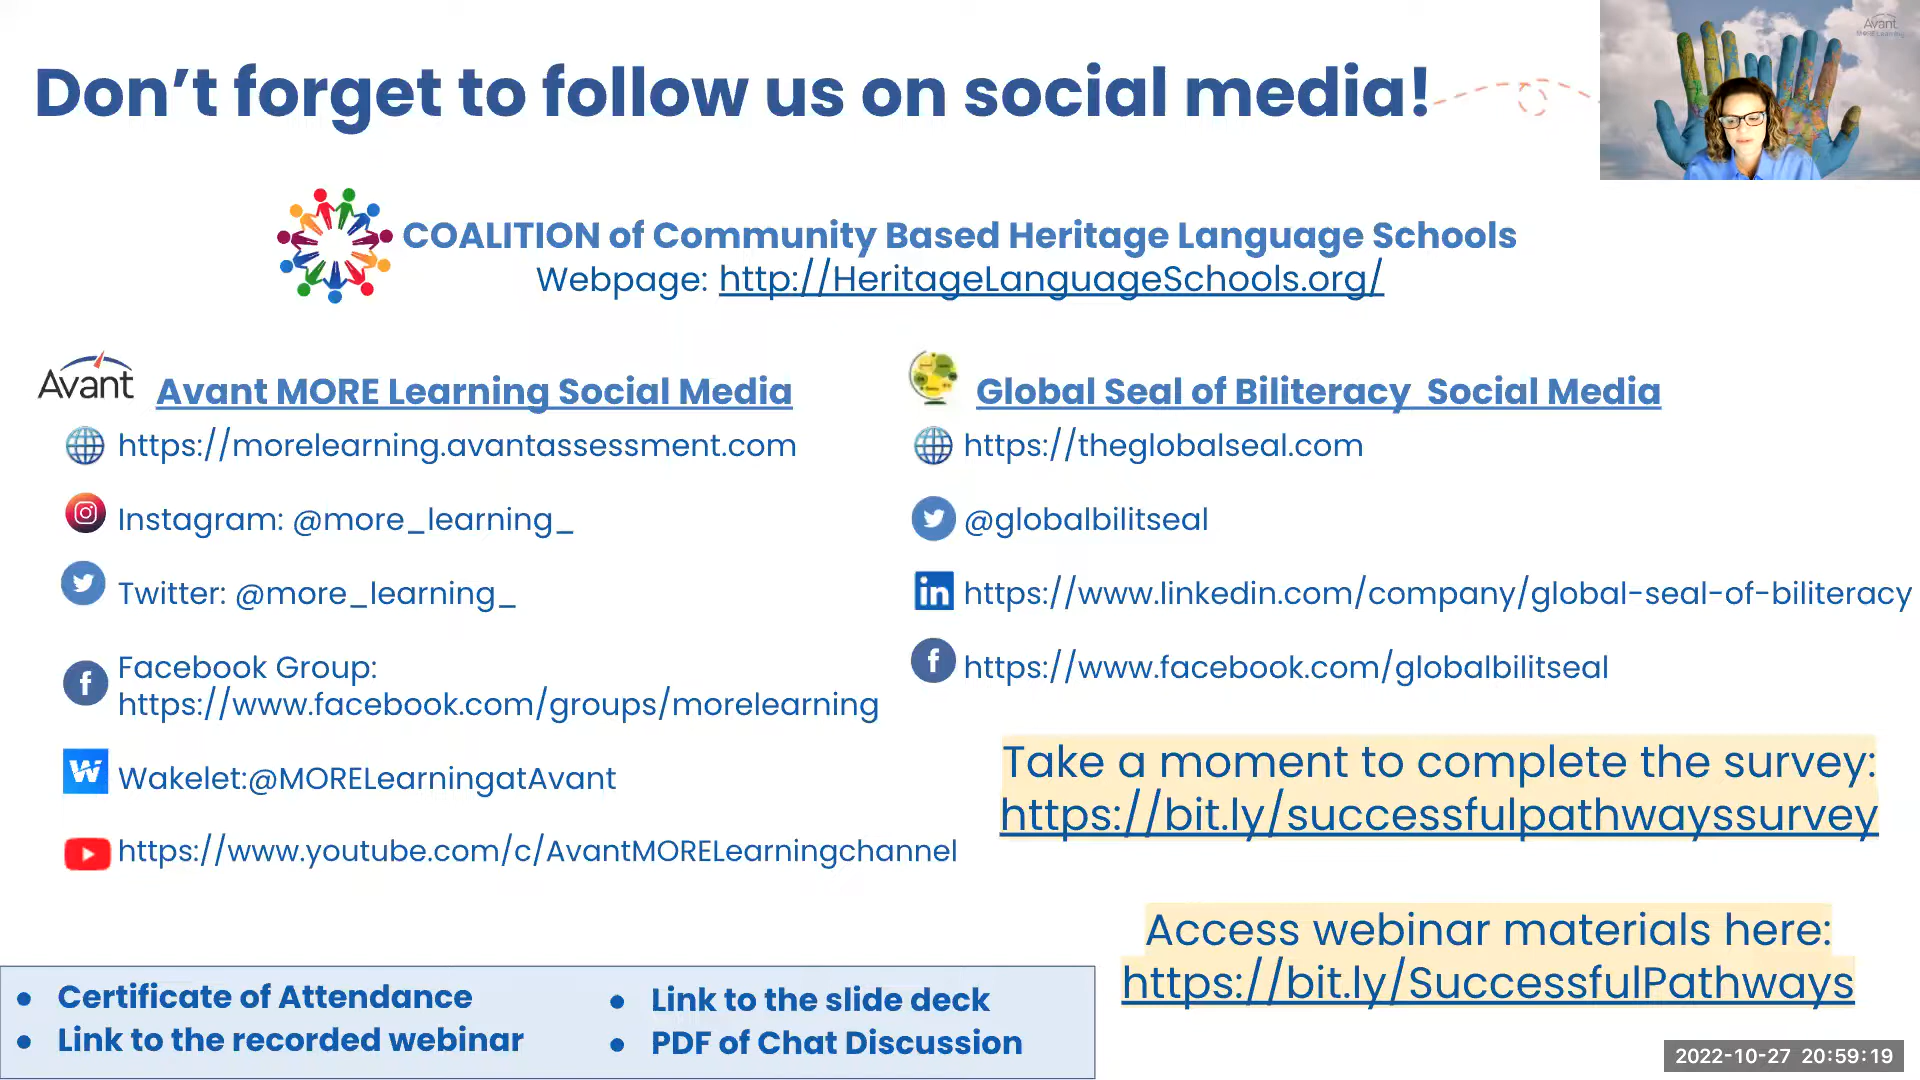 Don't forget to follow us on social media!
Avant
MORE Learning
COALITION of Community Based Heritage Language Schools
Webpage: http://HeritageLanguageSchools.org/
Avant
Avant MORE Learning Social Media
https://morelearning.avantassessment.com
Instagram: @more_learning_
Twitter: @more_learning_
Facebook Group:
https://www.facebook.com/groups/morelearning
Wakelet:@MORELearningatAvant
https://www.youtube.com/c/AvantMORELearningchannel
Global Seal of Biliteracy  Social Media
https://theglobalseal.com
@globalbilitseal
https://www.linkedin.com/company/global-seal-of-biliteracy
https://www.facebook.com/globalbilitseal
Take a moment to complete the survey:
https://bit.ly/successfulpathwayssurvey
Access webinar materials here:
https://bit.ly/SuccessfulPathways
• Certificate of Attendance
• Link to the recorded webinar
• Link to the slide deck
• PDF of Chat Discussion
2022-10-27 20:59:19